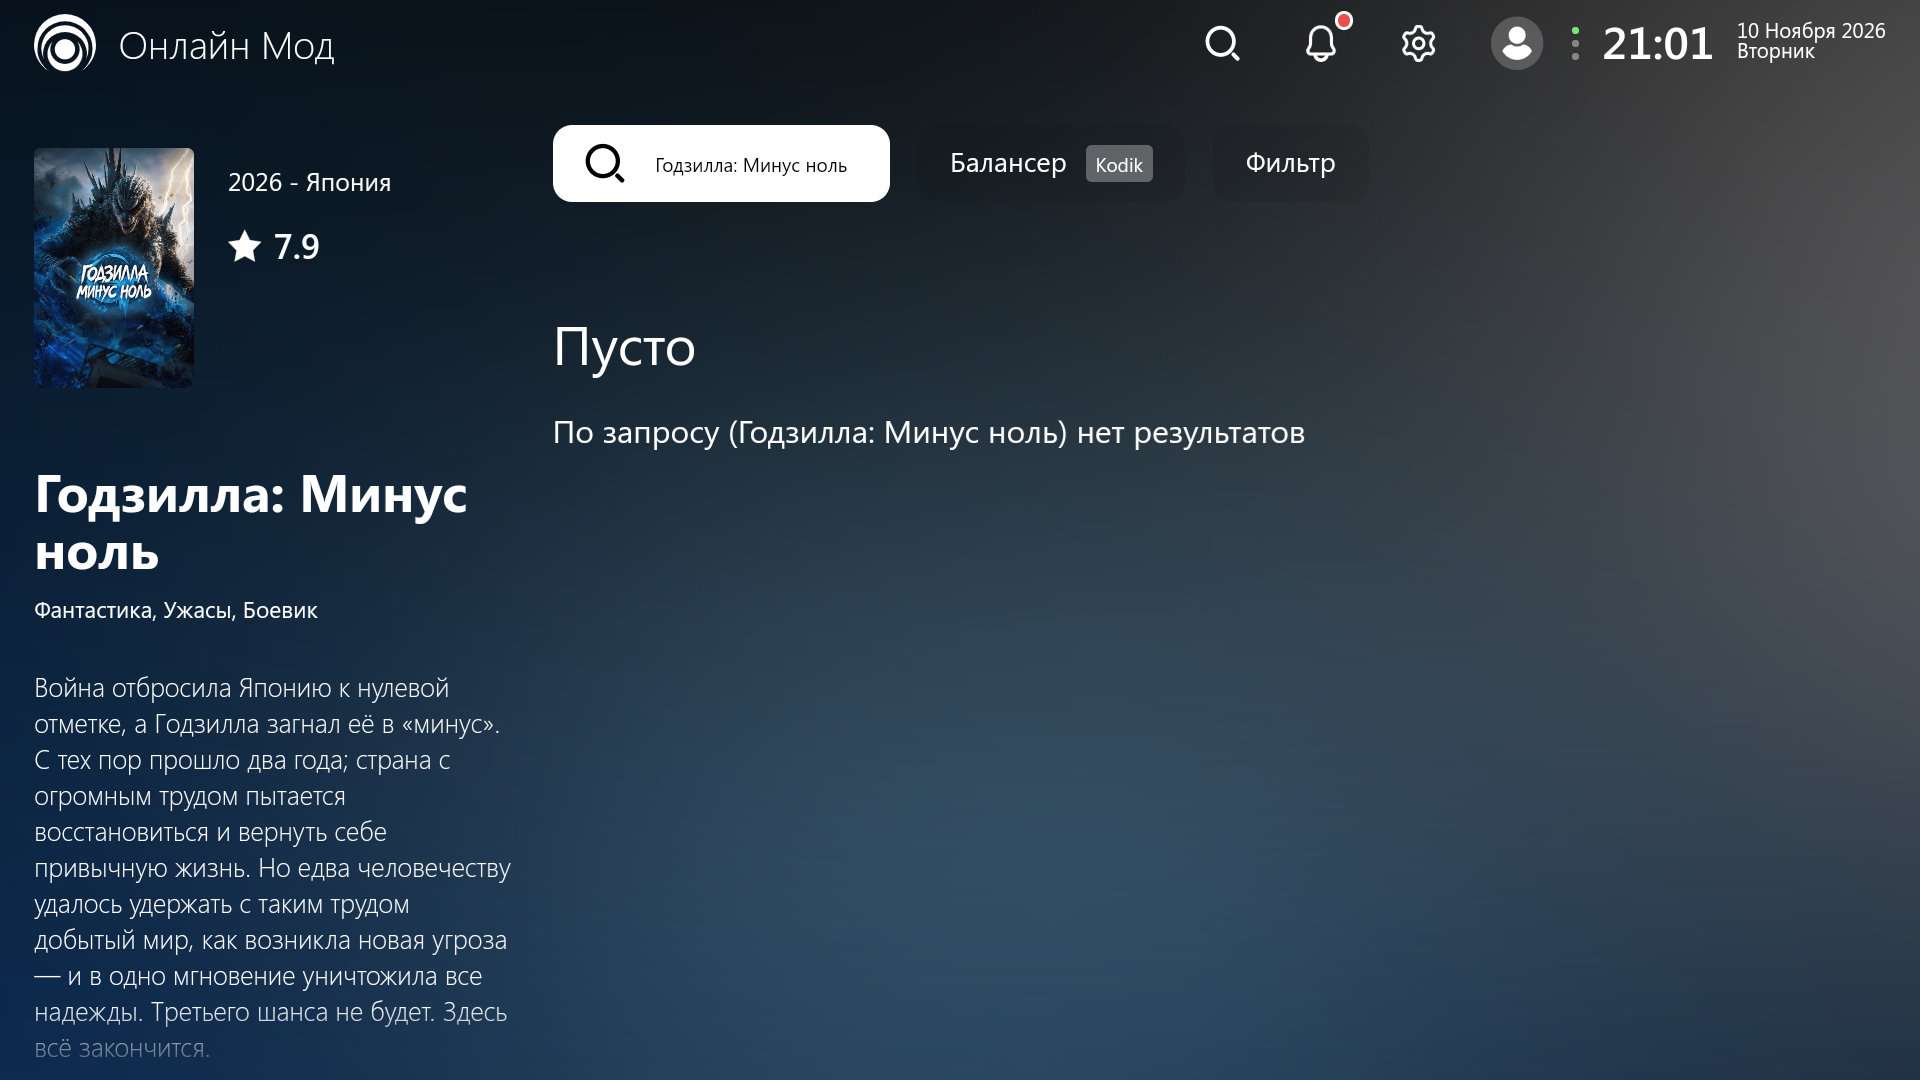 Онлайн Мод
21:01
10 Ноября 2026
Вторник
ГОДЗИЛЛА
МИНУС НОЛЬ
2026 - Япония
7.9
Годзилла: Минус ноль
Балансер Kodik
Фильтр
Пусто
По запросу (Годзилла: Минус ноль) нет результатов
Годзилла: Минус
ноль
Фантастика, Ужасы, Боевик
Война отбросила Японию к нулевой
отметке, а Годзилла загнал её в «минус».
С тех пор прошло два года; страна с
огромным трудом пытается
восстановиться и вернуть себе
привычную жизнь. Но едва человечеству
удалось удержать с таким трудом
добытый мир, как возникла новая угроза
— и в одно мгновение уничтожила все
надежды. Третьего шанса не будет. Здесь
всё закончится.